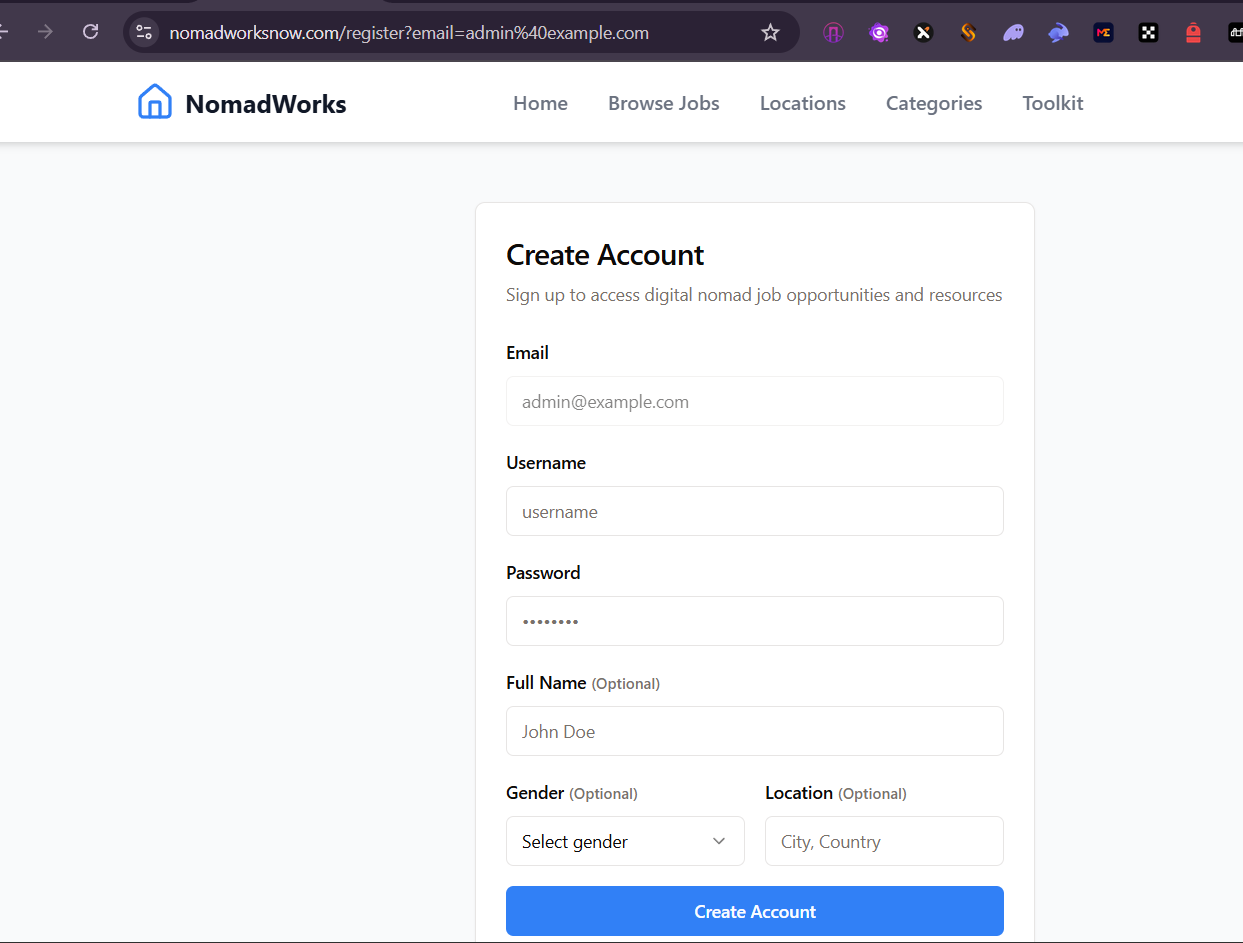 nomadworksnow.com/register?email=admin%40example.com
NomadWorks
Home Browse Jobs Locations Categories Toolkit
Create Account
Sign up to access digital nomad job opportunities and resources
Email
admin@example.com
Username
username
Password
••••••••
Full Name (Optional)
John Doe
Gender (Optional) Location (Optional)
Select gender City, Country
Create Account